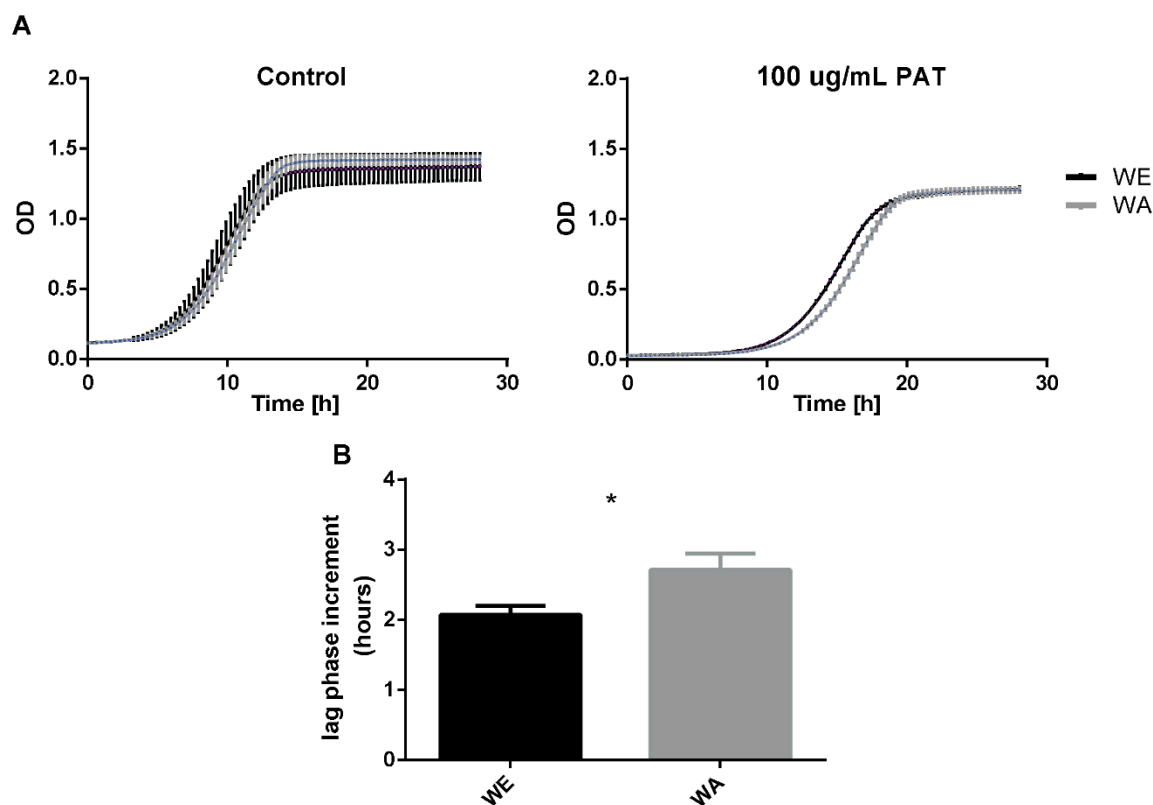 A
Control
100 ug/mL PAT
2.0
1.5
1.0
0.5
0.0
OD
0 10 20 30
Time [h]
2.0
1.5
1.0
0.5
0.0
OD
0 10 20 30
Time [h]
WE
WA
B
4
3
2
1
0
lag phase increment
(hours)
*
WE
WA